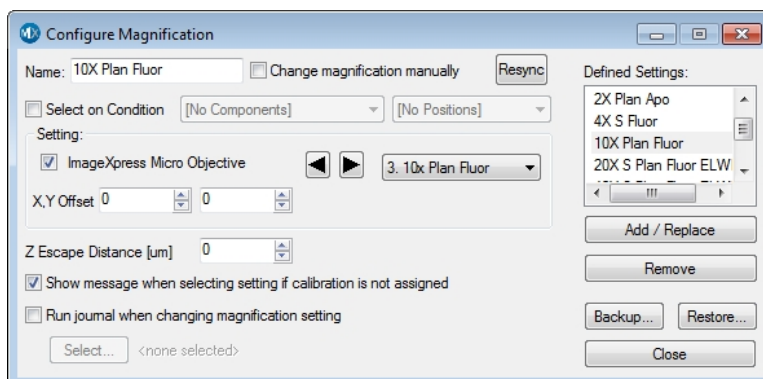 MX Configure Magnification
Name: 10X Plan Fluor Change magnification manually Resync
Select on Condition [No Components] [No Positions]
Setting:
ImageXpress Micro Objective 3. 10x Plan Fluor
X,Y Offset 0 0
Z Escape Distance [um] 0
Show message when selecting setting if calibration is not assigned
Run journal when changing magnification setting
Select... <none selected>
Defined Settings:
2X Plan Apo
4X S Fluor
10X Plan Fluor
20X S Plan Fluor ELW
Add / Replace
Remove
Backup... Restore...
Close